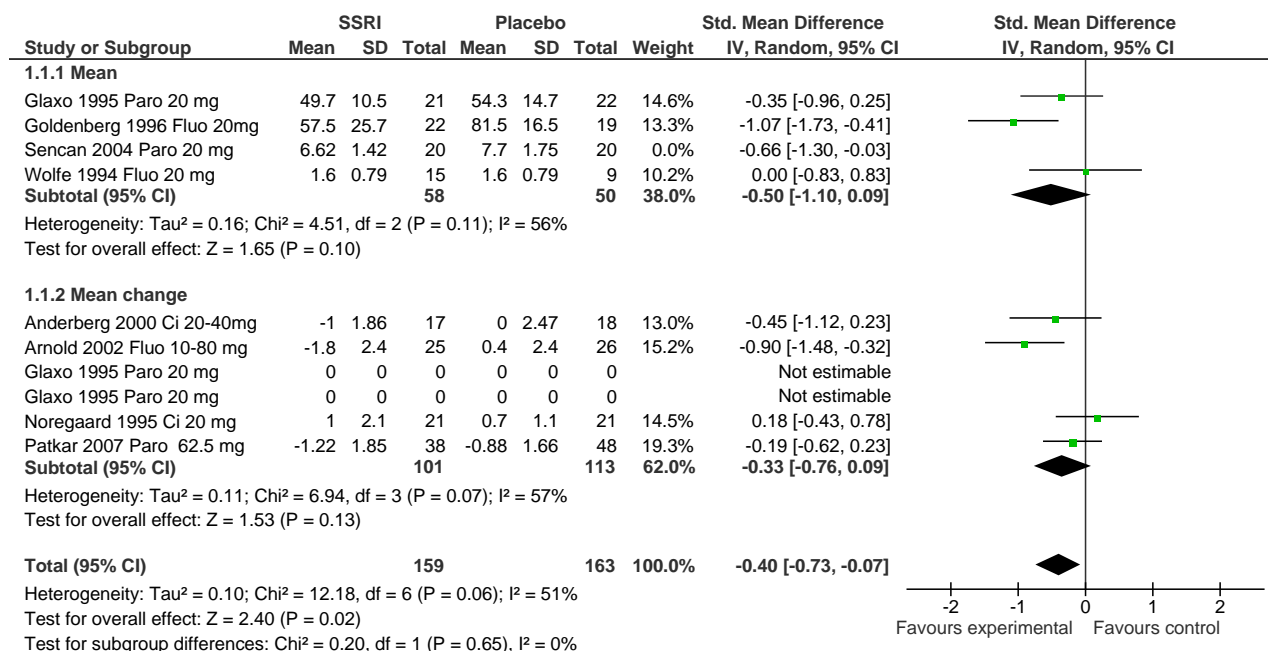 SSRI Placebo Std. Mean Difference Std. Mean Difference
Study or Subgroup Mean SD Total Mean SD Total Weight IV, Random, 95% CI IV, Random, 95% CI
1.1.1 Mean
Glaxo 1995 Paro 20 mg 49.7 10.5 21 54.3 14.7 22 14.6% -0.35 [-0.96, 0.25]
Goldenberg 1996 Fluo 20mg 57.5 25.7 22 81.5 16.5 19 13.3% -1.07 [-1.73, -0.41]
Sencan 2004 Paro 20 mg 6.62 1.42 20 7.7 1.75 20 0.0% -0.66 [-1.30, -0.03]
Wolfe 1994 Fluo 20 mg 1.6 0.79 15 1.6 0.79 9 10.2% 0.00 [-0.83, 0.83]
Subtotal (95% CI) 58 50 38.0% -0.50 [-1.10, 0.09]
Heterogeneity: Tau² = 0.16; Chi² = 4.51, df = 2 (P = 0.11); I² = 56%
Test for overall effect: Z = 1.65 (P = 0.10)
1.1.2 Mean change
Anderberg 2000 Ci 20-40mg -1 1.86 17 0 2.47 18 13.0% -0.45 [-1.12, 0.23]
Arnold 2002 Fluo 10-80 mg -1.8 2.4 25 0.4 2.4 26 15.2% -0.90 [-1.48, -0.32]
Glaxo 1995 Paro 20 mg 0 0 0 0 0 0 Not estimable
Glaxo 1995 Paro 20 mg 0 0 0 0 0 0 Not estimable
Noregaard 1995 Ci 20 mg 1 2.1 21 0.7 1.1 21 14.5% 0.18 [-0.43, 0.78]
Patkar 2007 Paro 62.5 mg -1.22 1.85 38 -0.88 1.66 48 19.3% -0.19 [-0.62, 0.23]
Subtotal (95% CI) 101 113 62.0% -0.33 [-0.76, 0.09]
Heterogeneity: Tau² = 0.11; Chi² = 6.94, df = 3 (P = 0.07); I² = 57%
Test for overall effect: Z = 1.53 (P = 0.13)
Total (95% CI) 159 163 100.0% -0.40 [-0.73, -0.07]
Heterogeneity: Tau² = 0.10; Chi² = 12.18, df = 6 (P = 0.06); I² = 51%
Test for overall effect: Z = 2.40 (P = 0.02)
Test for subgroup differences: Chi² = 0.20, df = 1 (P = 0.65), I² = 0%
-2 -1 0 1 2
Favours experimental Favours control